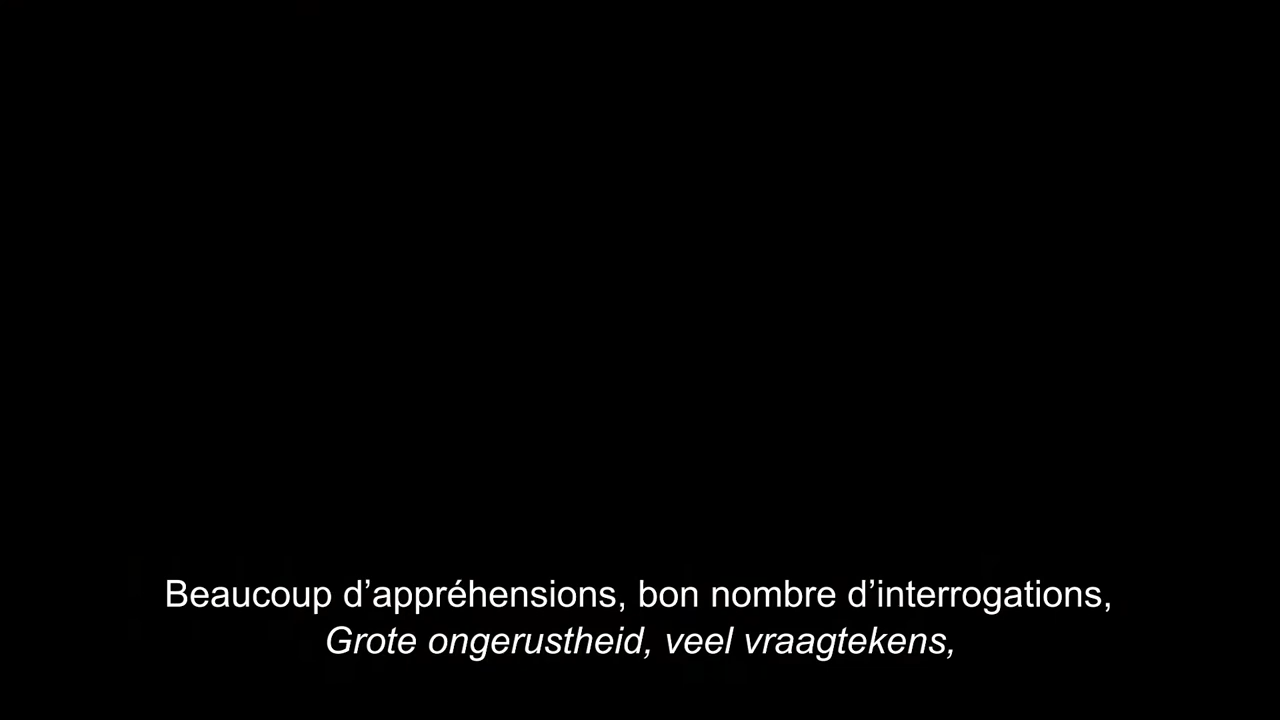 Beaucoup d’appréhensions, bon nombre d’interrogations,
Grote ongerustheid, veel vraagtekens,